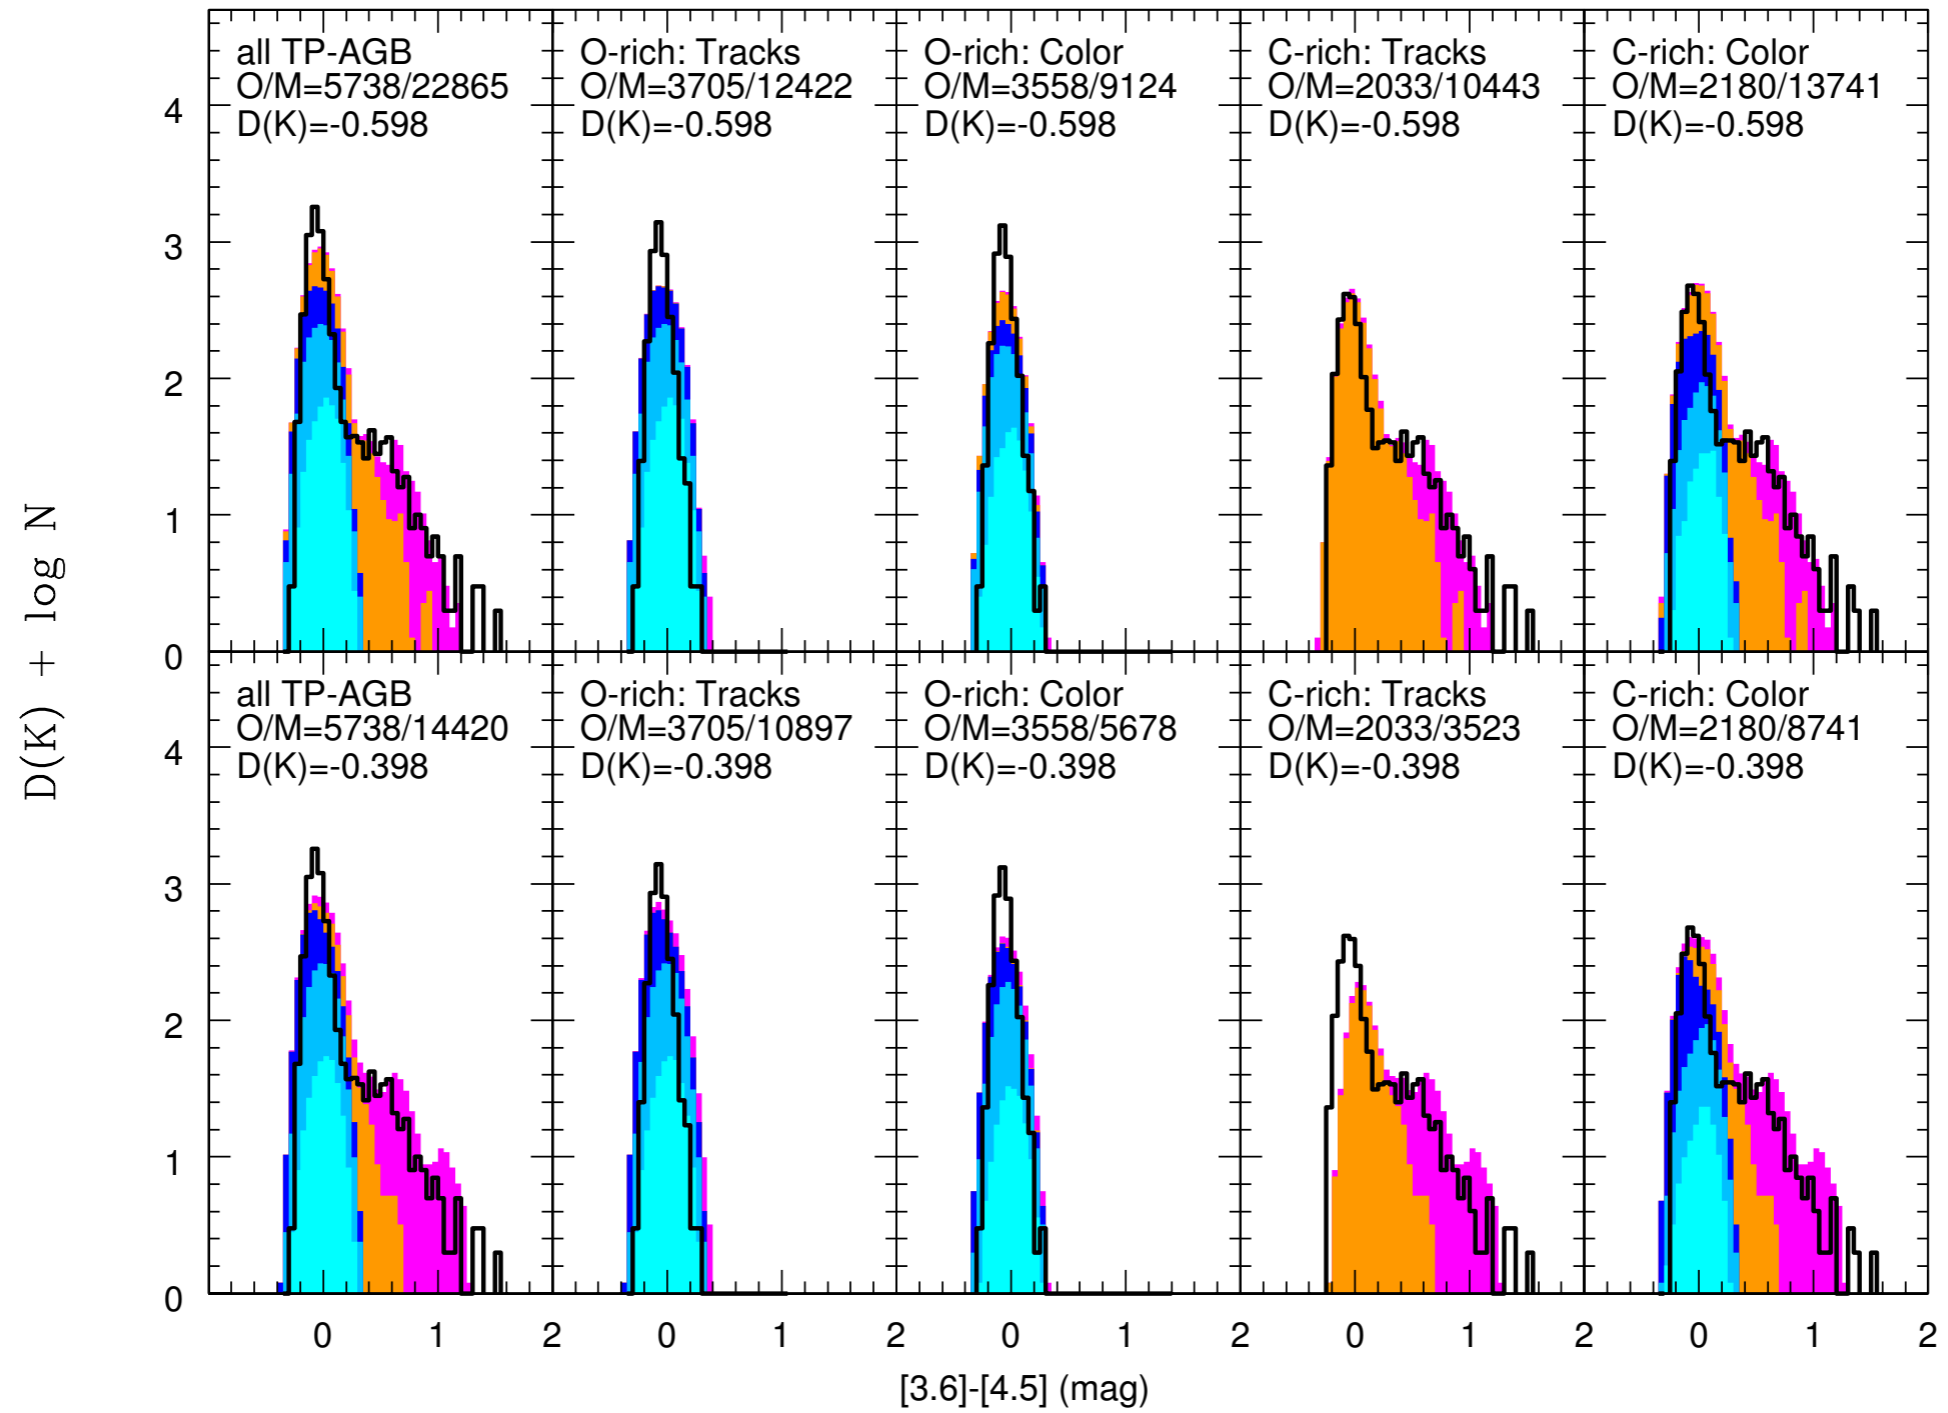 all TP-AGB
O/M=5738/22865
D(K)=-0.598
O-rich: Tracks
O/M=3705/12422
D(K)=-0.598
O-rich: Color
O/M=3558/9124
D(K)=-0.598
C-rich: Tracks
O/M=2033/10443
D(K)=-0.598
C-rich: Color
O/M=2180/13741
D(K)=-0.598
4
3
2
1
0
D(K) + log N
all TP-AGB
O/M=5738/14420
D(K)=-0.398
O-rich: Tracks
O/M=3705/10897
D(K)=-0.398
O-rich: Color
O/M=3558/5678
D(K)=-0.398
C-rich: Tracks
O/M=2033/3523
D(K)=-0.398
C-rich: Color
O/M=2180/8741
D(K)=-0.398
4
3
2
1
0
0 1 2 0 1 2 0 1 2 0 1 2 0 1 2
[3.6]-[4.5] (mag)